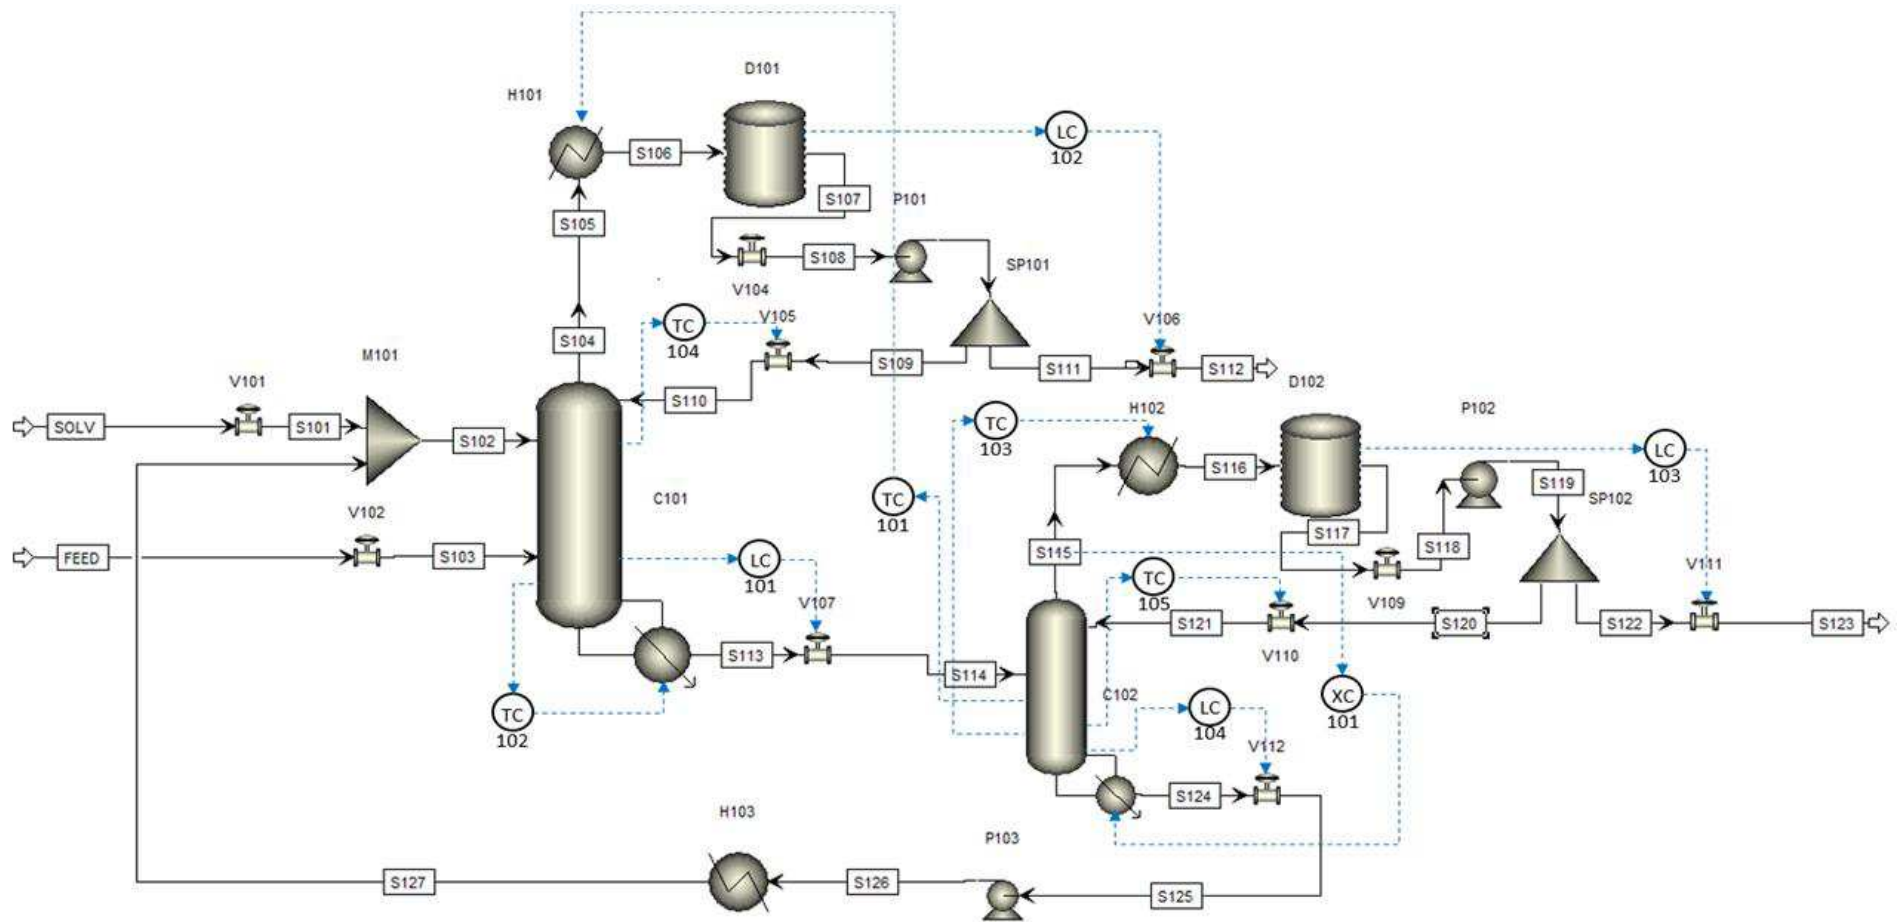 D101
H101
LC
102
S106
S107
P101
S105
S108
SP101
V104
TC
104
V105
V106
S104
M101
S109
S111
S112
D102
V101
S110
TC
103
H102
P102
SOLV
S101
S102
LC
103
S116
S119
SP102
C101
TC
101
V102
S117
FEED
S103
LC
101
S115
S118
TC
105
V111
V107
V109
S121
S120
S122
S123
S113
V110
S114
C102
XC
101
TC
102
LC
104
V112
S124
H103
P103
S127
S126
S125